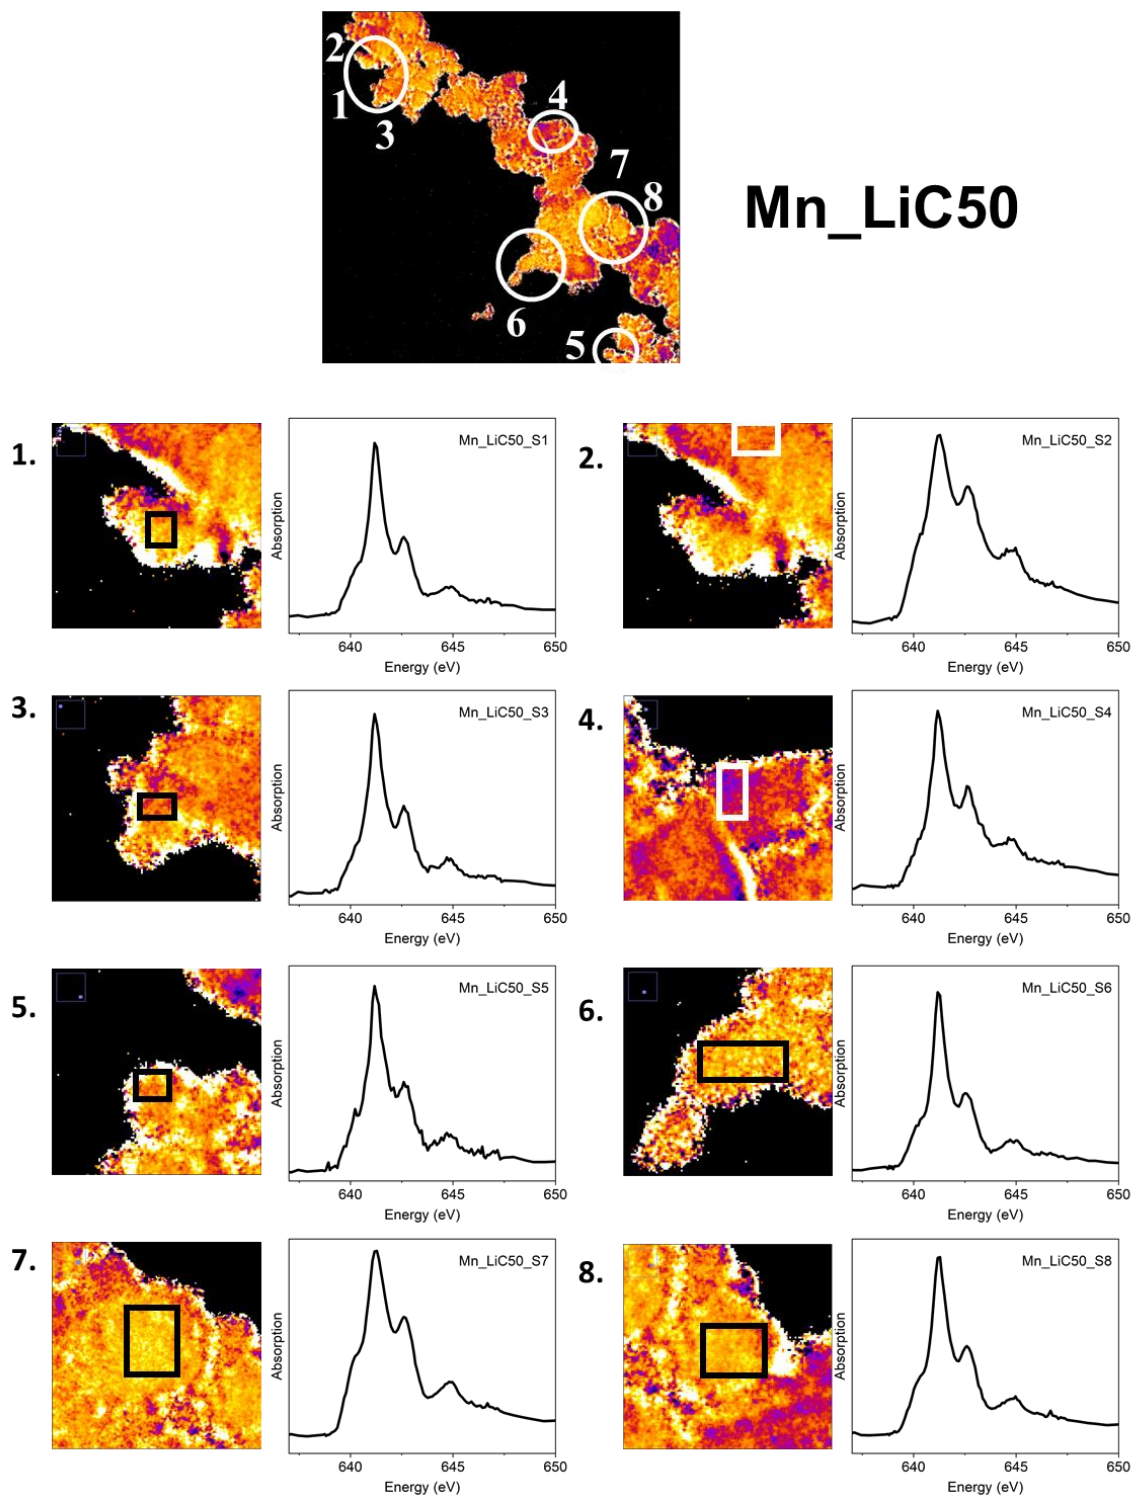 2
1
3
4
7
8
6
5
Mn_LiC50
1.
Absorption
Mn_LiC50_S1
640 645 650
Energy (eV)
2.
Absorption
Mn_LiC50_S2
640 645 650
Energy (eV)
3.
Absorption
Mn_LiC50_S3
640 645 650
Energy (eV)
4.
Absorption
Mn_LiC50_S4
640 645 650
Energy (eV)
5.
Absorption
Mn_LiC50_S5
640 645 650
Energy (eV)
6.
Absorption
Mn_LiC50_S6
640 645 650
Energy (eV)
7.
Absorption
Mn_LiC50_S7
640 645 650
Energy (eV)
8.
Absorption
Mn_LiC50_S8
640 645 650
Energy (eV)